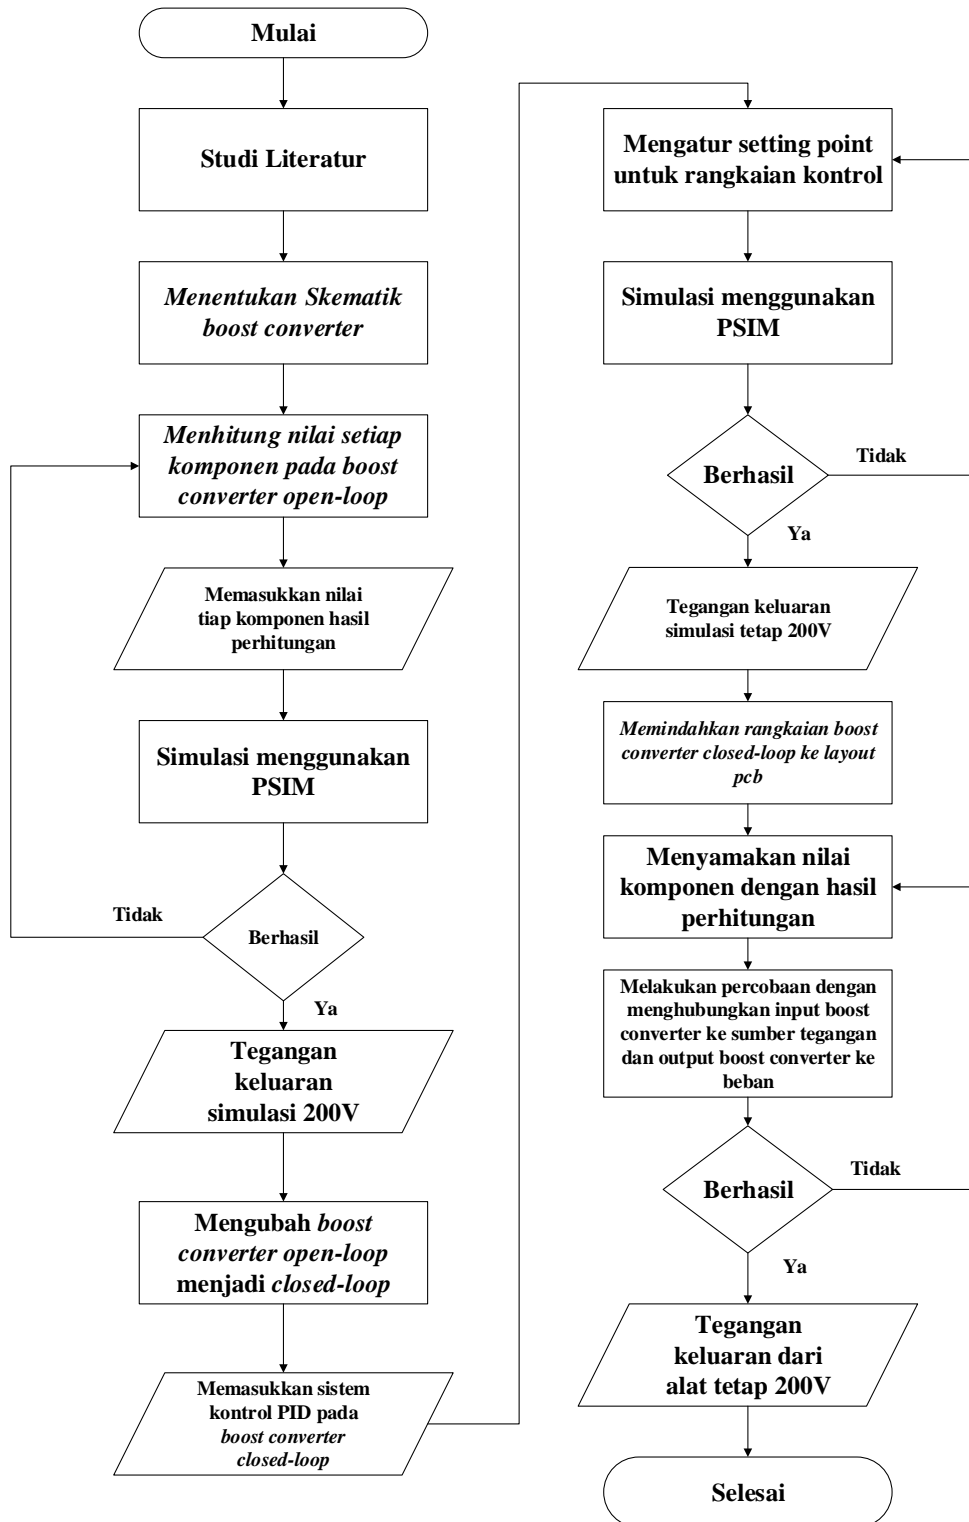 Mulai
Studi Literatur
Menentukan Skematik
boost converter
Menhitung nilai setiap
komponen pada boost
converter open-loop
Memasukkan nilai
tiap komponen hasil
perhitungan
Simulasi menggunakan
PSIM
Tidak
Berhasil
Ya
Tegangan
keluaran
simulasi 200V
Mengubah boost
converter open-loop
menjadi closed-loop
Memasukkan sistem
kontrol PID pada
boost converter
closed-loop
Mengatur setting point
untuk rangkaian kontrol
Simulasi menggunakan
PSIM
Berhasil
Tidak
Ya
Tegangan keluaran
simulasi tetap 200V
Memindahkan rangkaian boost
converter closed-loop ke layout
pcb
Menyamakan nilai
komponen dengan hasil
perhitungan
Melakukan percobaan dengan
menghubungkan input boost
converter ke sumber tegangan
dan output boost converter ke
beban
Berhasil
Tidak
Ya
Tegangan
keluaran dari
alat tetap 200V
Selesai